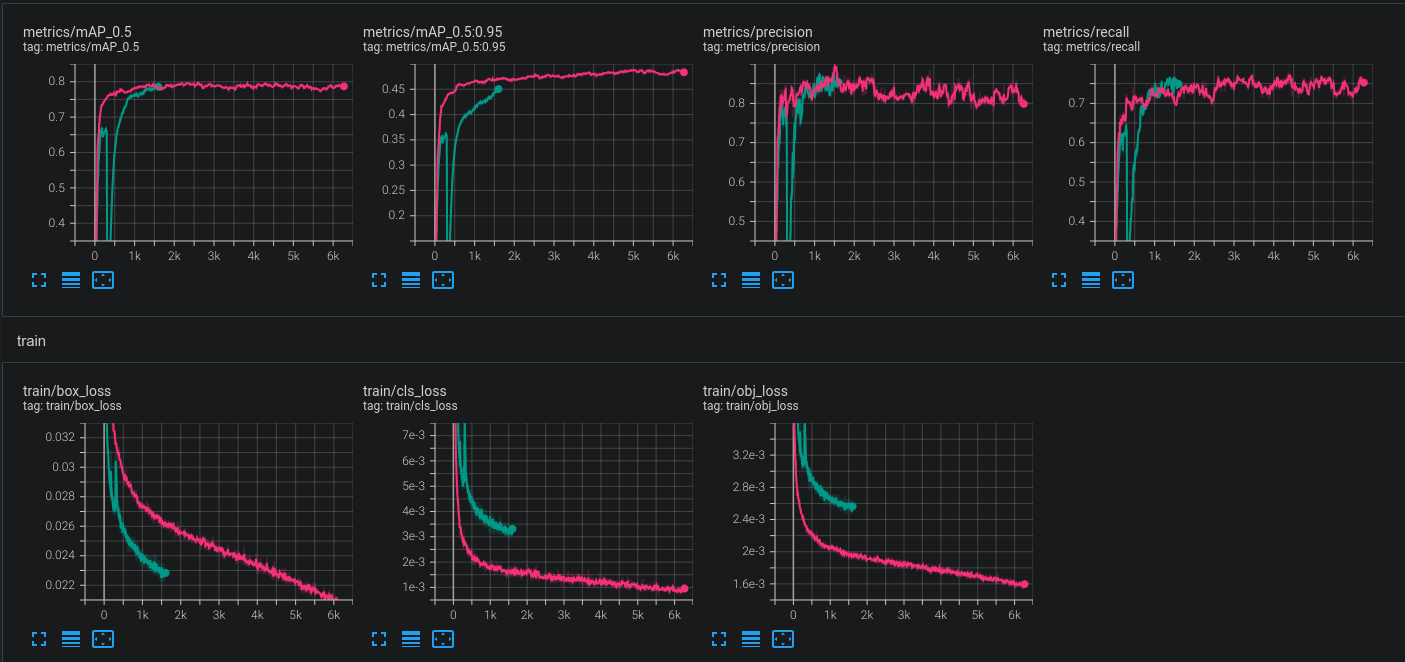 metrics/mAP_0.5
tag: metrics/mAP_0.5
0.8
0.7
0.6
0.5
0.4
0 1k 2k 3k 4k 5k 6k
metrics/mAP_0.5:0.95
tag: metrics/mAP_0.5:0.95
0.45
0.4
0.35
0.3
0.25
0.2
0 1k 2k 3k 4k 5k 6k
metrics/precision
tag: metrics/precision
0.8
0.7
0.6
0.5
0 1k 2k 3k 4k 5k 6k
metrics/recall
tag: metrics/recall
0.7
0.6
0.5
0.4
0 1k 2k 3k 4k 5k 6k
train
train/box_loss
tag: train/box_loss
0.032
0.03
0.028
0.026
0.024
0.022
0 1k 2k 3k 4k 5k 6k
train/cls_loss
tag: train/cls_loss
7e-3
6e-3
5e-3
4e-3
3e-3
2e-3
1e-3
0 1k 2k 3k 4k 5k 6k
train/obj_loss
tag: train/obj_loss
3.2e-3
2.8e-3
2.4e-3
2e-3
1.6e-3
0 1k 2k 3k 4k 5k 6k